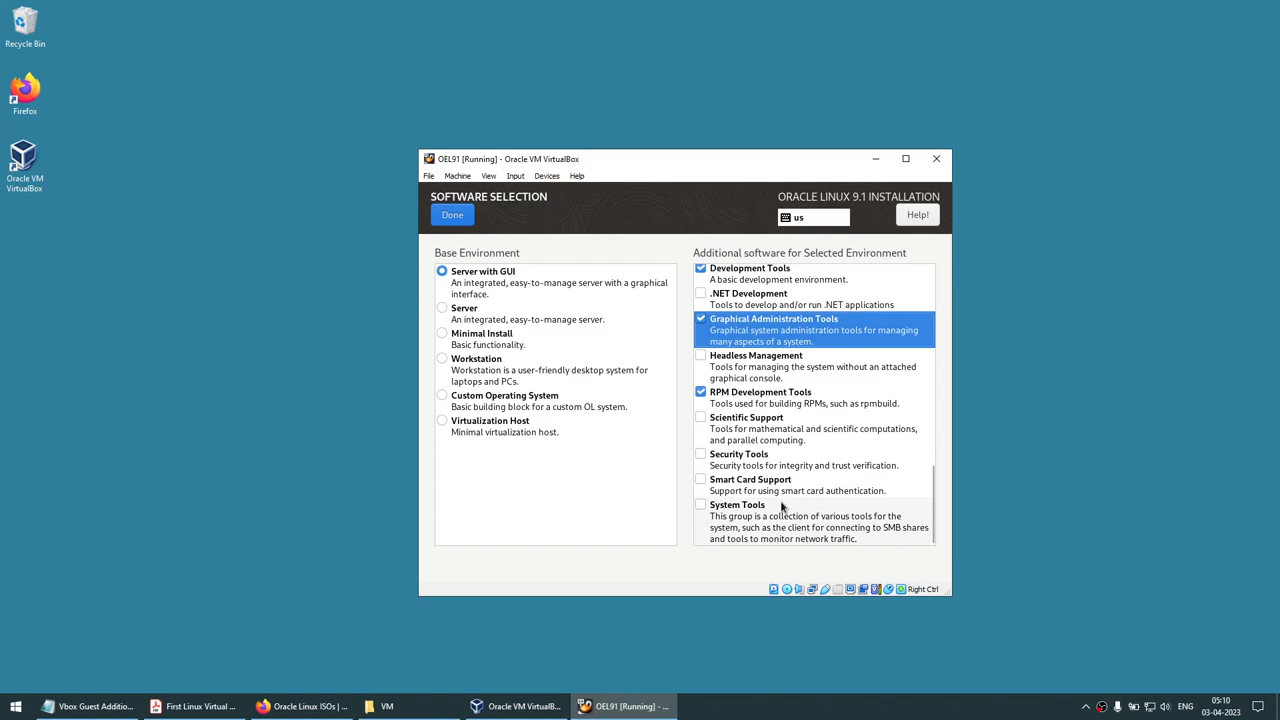 Recycle Bin
Firefox
Oracle VM
VirtualBox
OEL91 [Running] - Oracle VM VirtualBox
File Machine View Input Devices Help
SOFTWARE SELECTION
Done
ORACLE LINUX 9.1 INSTALLATION
us
Help!
Base Environment
Server with GUI
An integrated, easy-to-manage server with a graphical
interface.
Server
An integrated, easy-to-manage server.
Minimal Install
Basic functionality.
Workstation
Workstation is a user-friendly desktop system for
laptops and PCs.
Custom Operating System
Basic building block for a custom OL system.
Virtualization Host
Minimal virtualization host.
Additional software for Selected Environment
Development Tools
A basic development environment.
.NET Development
Tools to develop and/or run .NET applications
Graphical Administration Tools
Graphical system administration tools for managing
many aspects of a system.
Headless Management
Tools for managing the system without an attached
graphical console.
RPM Development Tools
Tools used for building RPMs, such as rpmbuild.
Scientific Support
Tools for mathematical and scientific computations,
and parallel computing.
Security Tools
Security tools for integrity and trust verification.
Smart Card Support
Support for using smart card authentication.
System Tools
This group is a collection of various tools for the
system, such as the client for connecting to SMB shares
and tools to monitor network traffic.
Right Ctrl
Vbox Guest Additio...
First Linux Virtual ...
Oracle Linux ISOs | ...
VM
Oracle VM VirtualB...
OEL91 [Running] - ...
ENG
05:10
03-04-2023